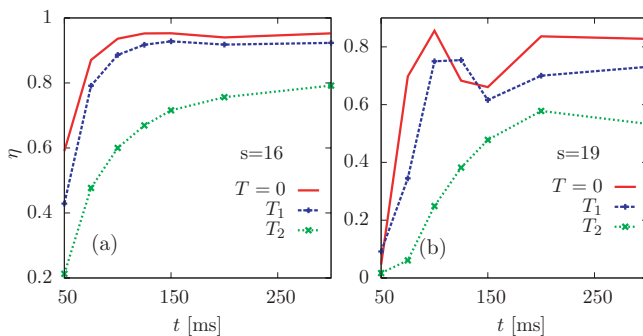 1
0.8
0.6
0.4
0.2
η
s=16
T = 0
T₁
T₂
(a)
50
150
250
t [ms]
0.8
0.6
0.4
0.2
0
s=19
T = 0
T₁
T₂
(b)
50
150
250
t [ms]